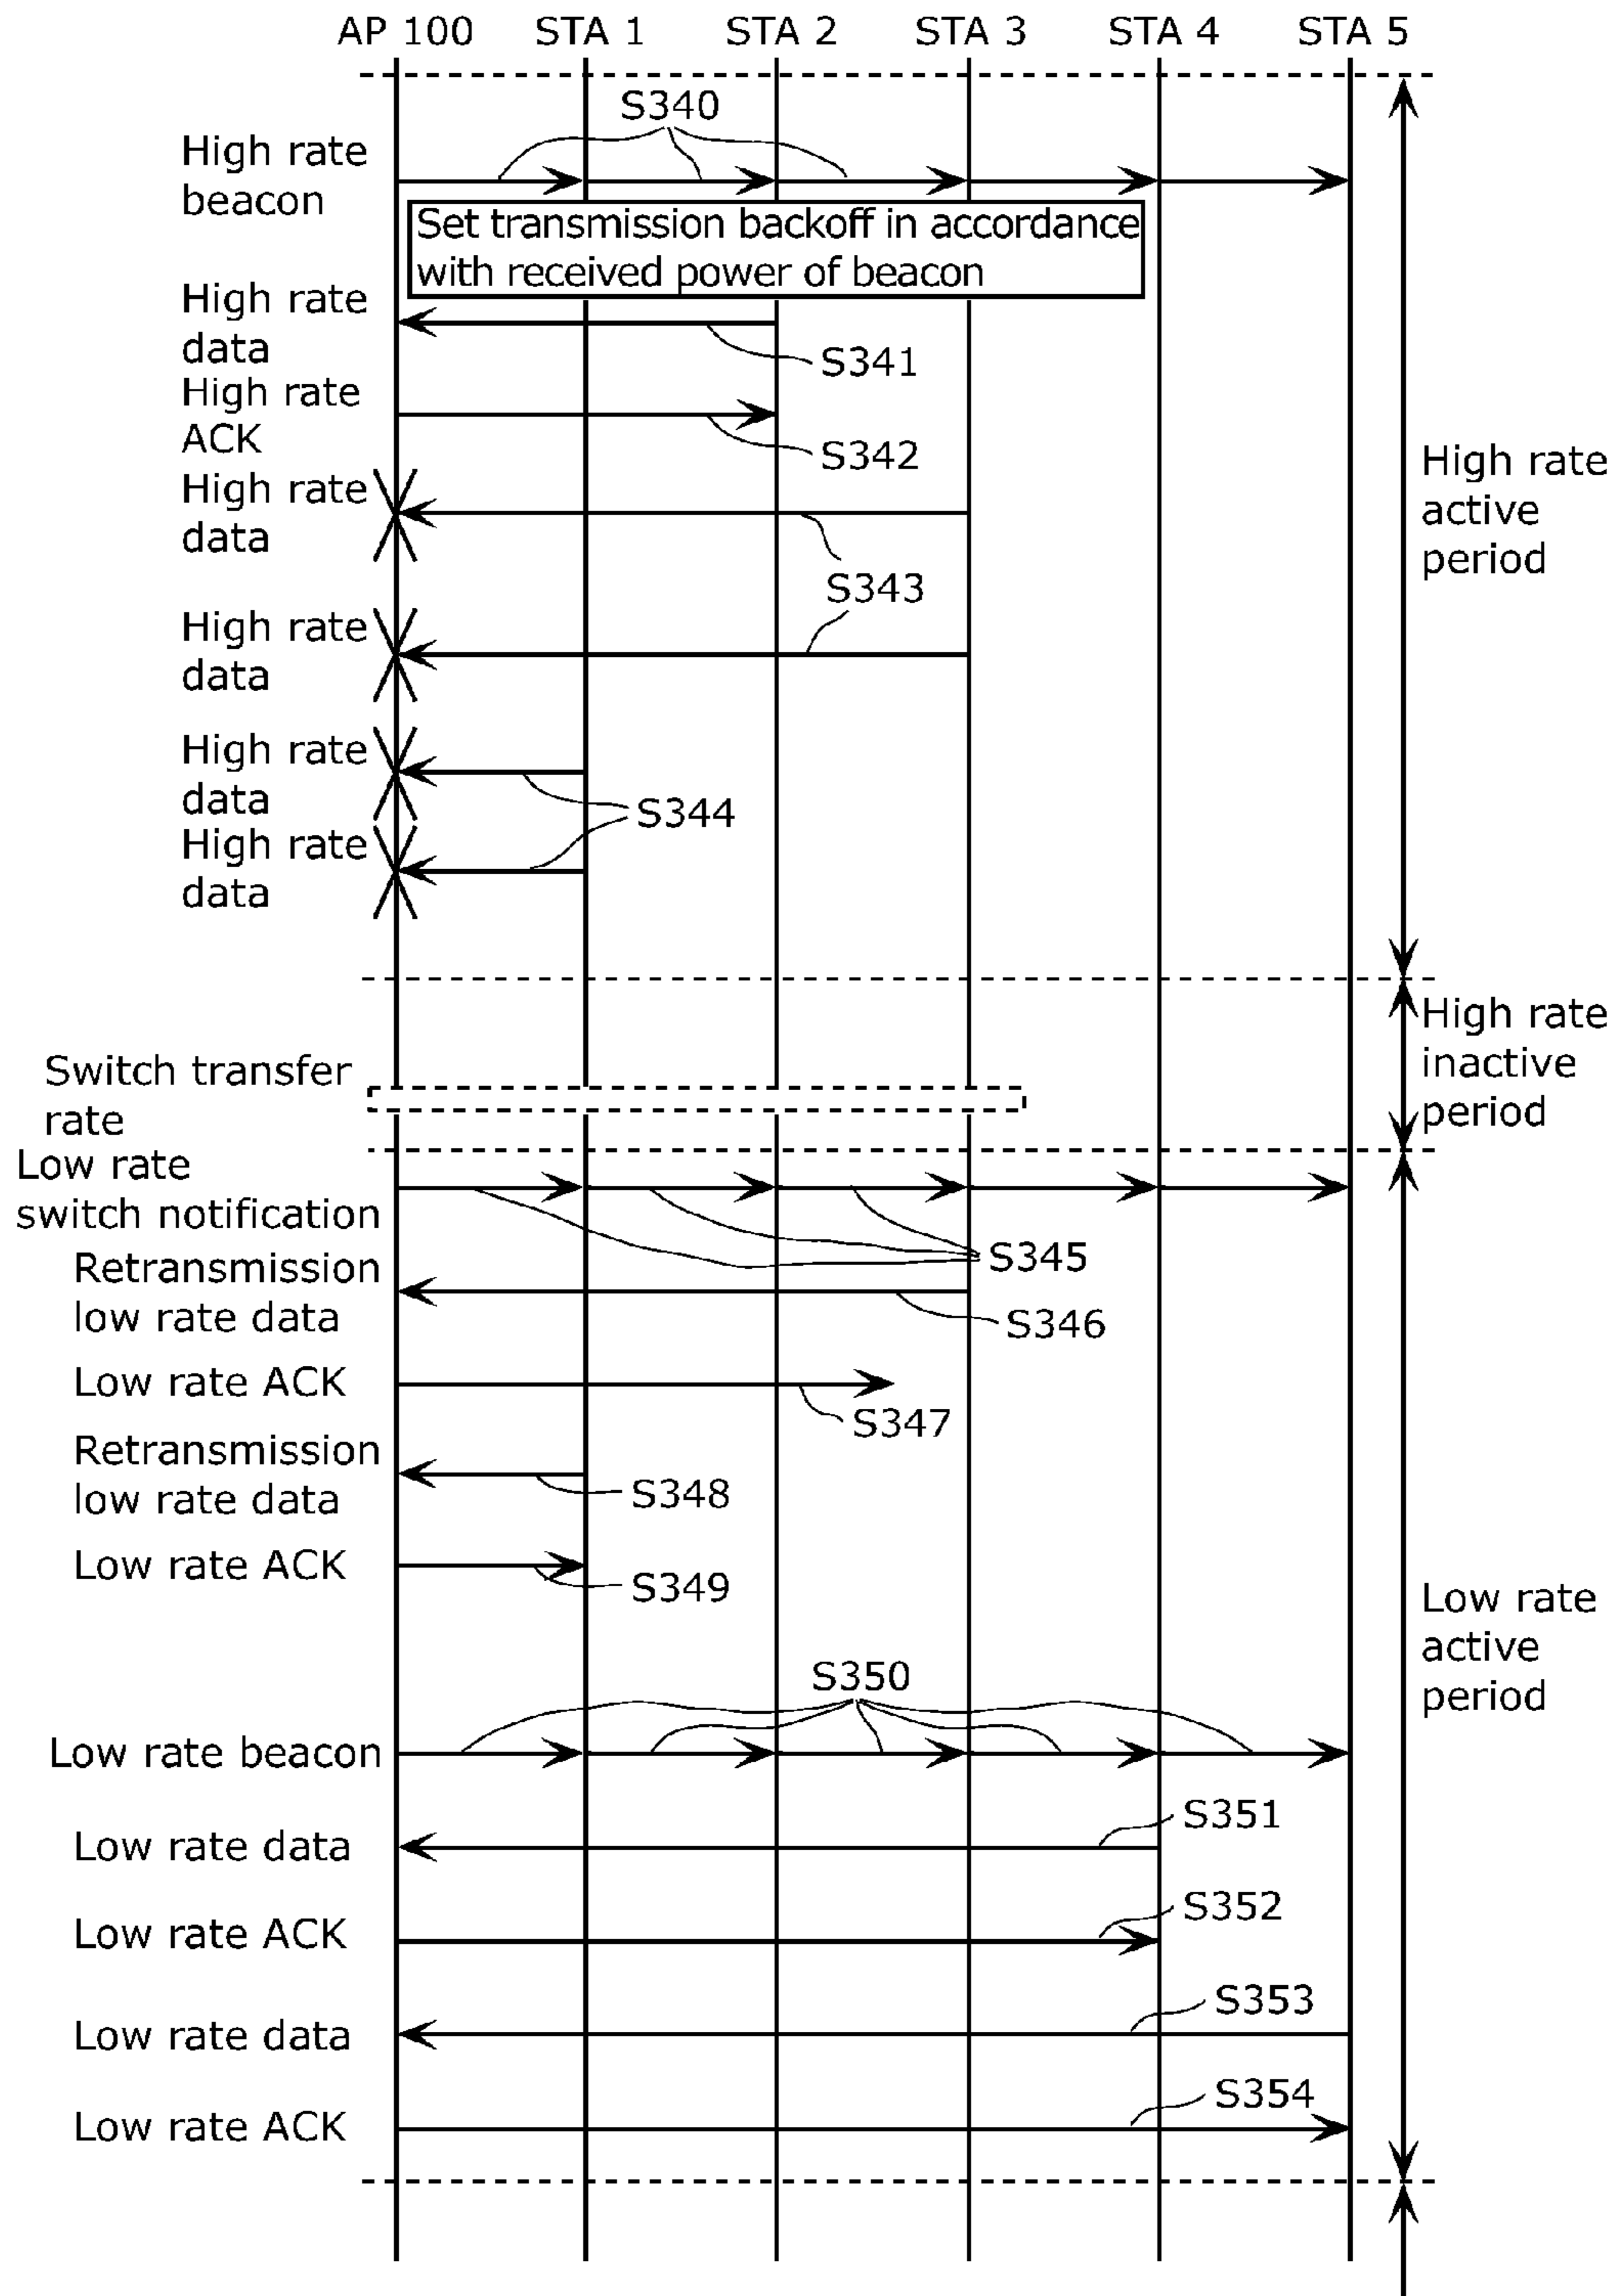 AP 100 STA 1 STA 2 STA 3 STA 4 STA 5
S340
High rate
beacon
Set transmission backoff in accordance
with received power of beacon
High rate
data
S341
High rate
ACK
S342
High rate
data
S343
High rate
data
High rate
data
S344
High rate
data
High rate
active
period
High rate
inactive
period
Switch transfer
rate
Low rate
switch notification
S345
Retransmission
low rate data
S346
Low rate ACK
S347
Retransmission
low rate data
S348
Low rate ACK
S349
Low rate
active
period
S350
Low rate beacon
S351
Low rate data
S352
Low rate ACK
S353
Low rate data
S354
Low rate ACK